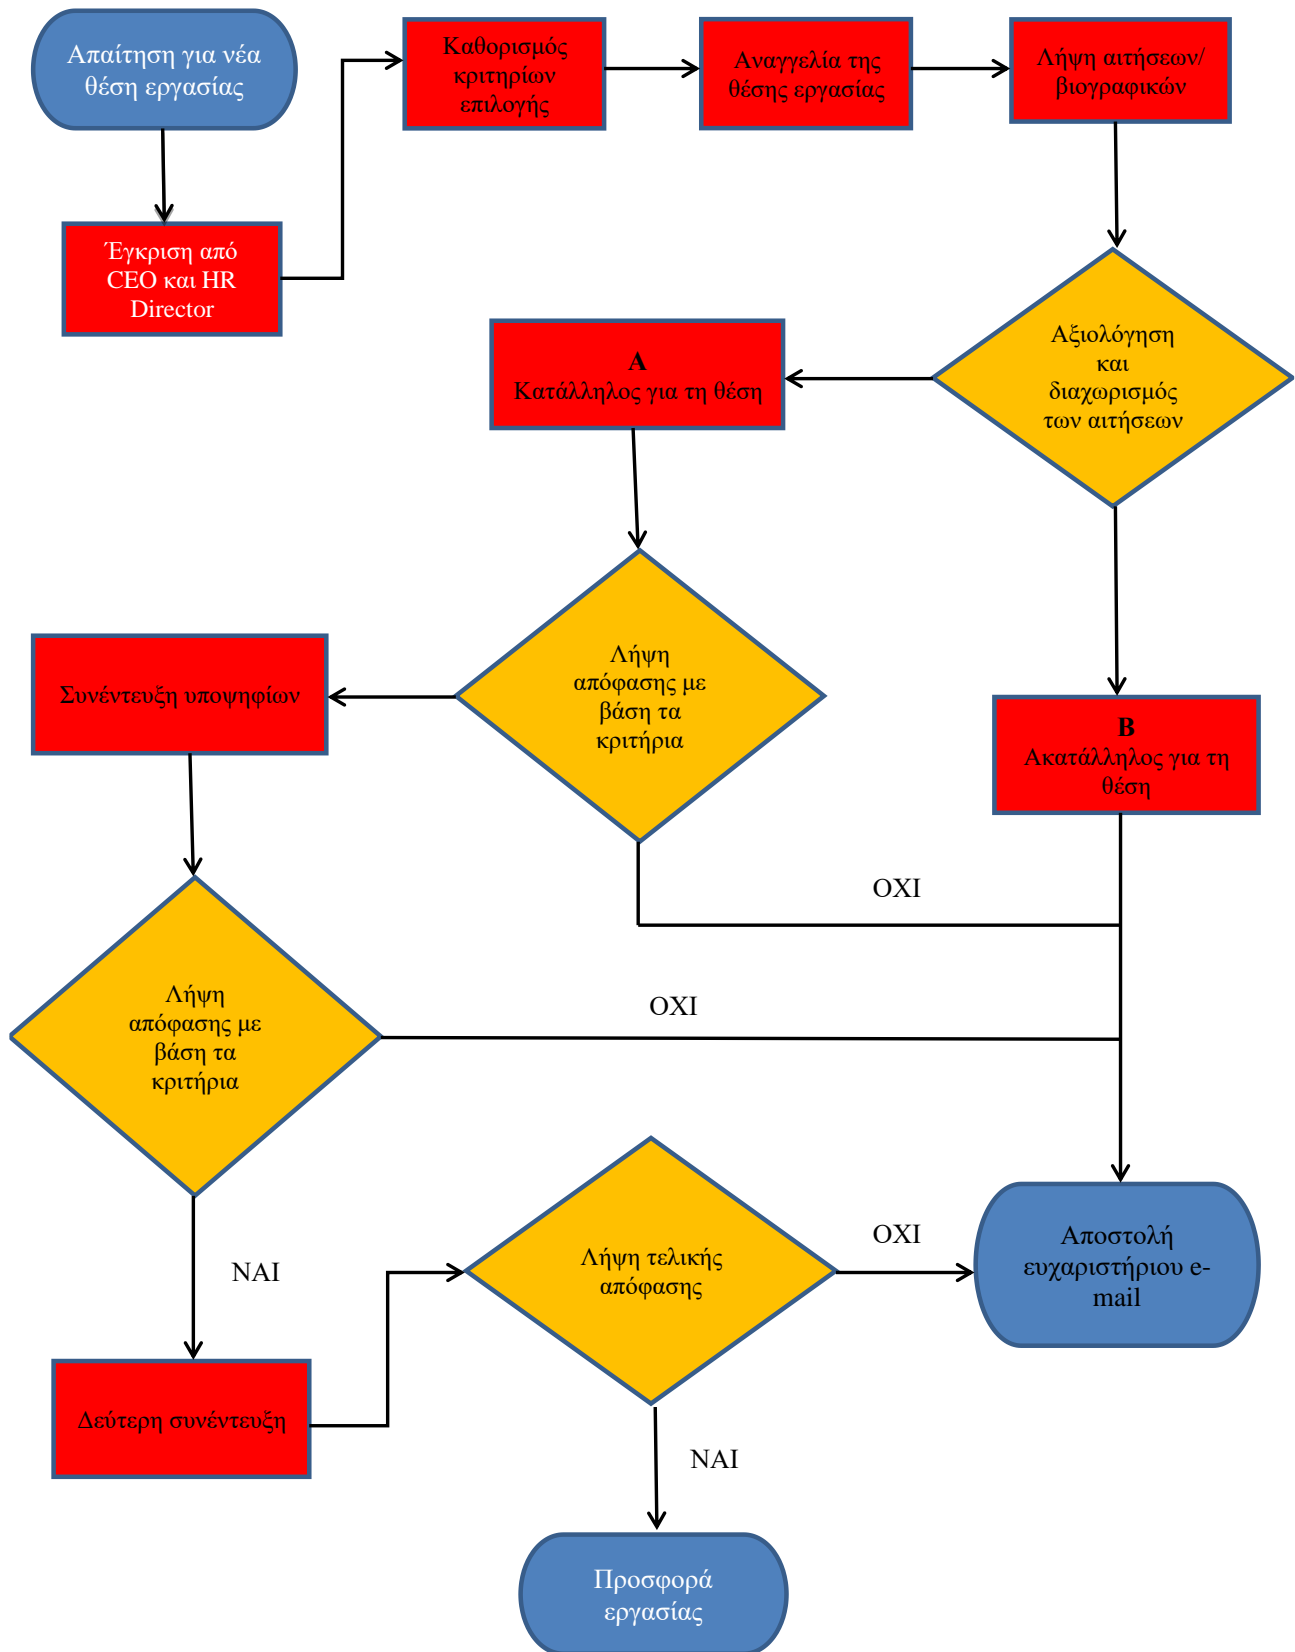 Απαίτηση για νέα
θέση εργασίας
Καθορισμός
κριτηρίων
επιλογής
Αναγγελία της
θέσης εργασίας
Λήψη αιτήσεων/
βιογραφικών
Έγκριση από
CEO και HR
Director
Αξιολόγηση
και
διαχωρισμός
των αιτήσεων
Α
Κατάλληλος για τη θέση
Λήψη
απόφασης με
βάση τα
κριτήρια
Συνέντευξη υποψηφίων
Β
Ακατάλληλος για τη
θέση
ΟΧΙ
Λήψη
απόφασης με
βάση τα
κριτήρια
ΟΧΙ
ΝΑΙ
Λήψη τελικής
απόφασης
ΟΧΙ
Αποστολή
ευχαριστήριου e-
mail
Δεύτερη συνέντευξη
ΝΑΙ
Προσφορά
εργασίας